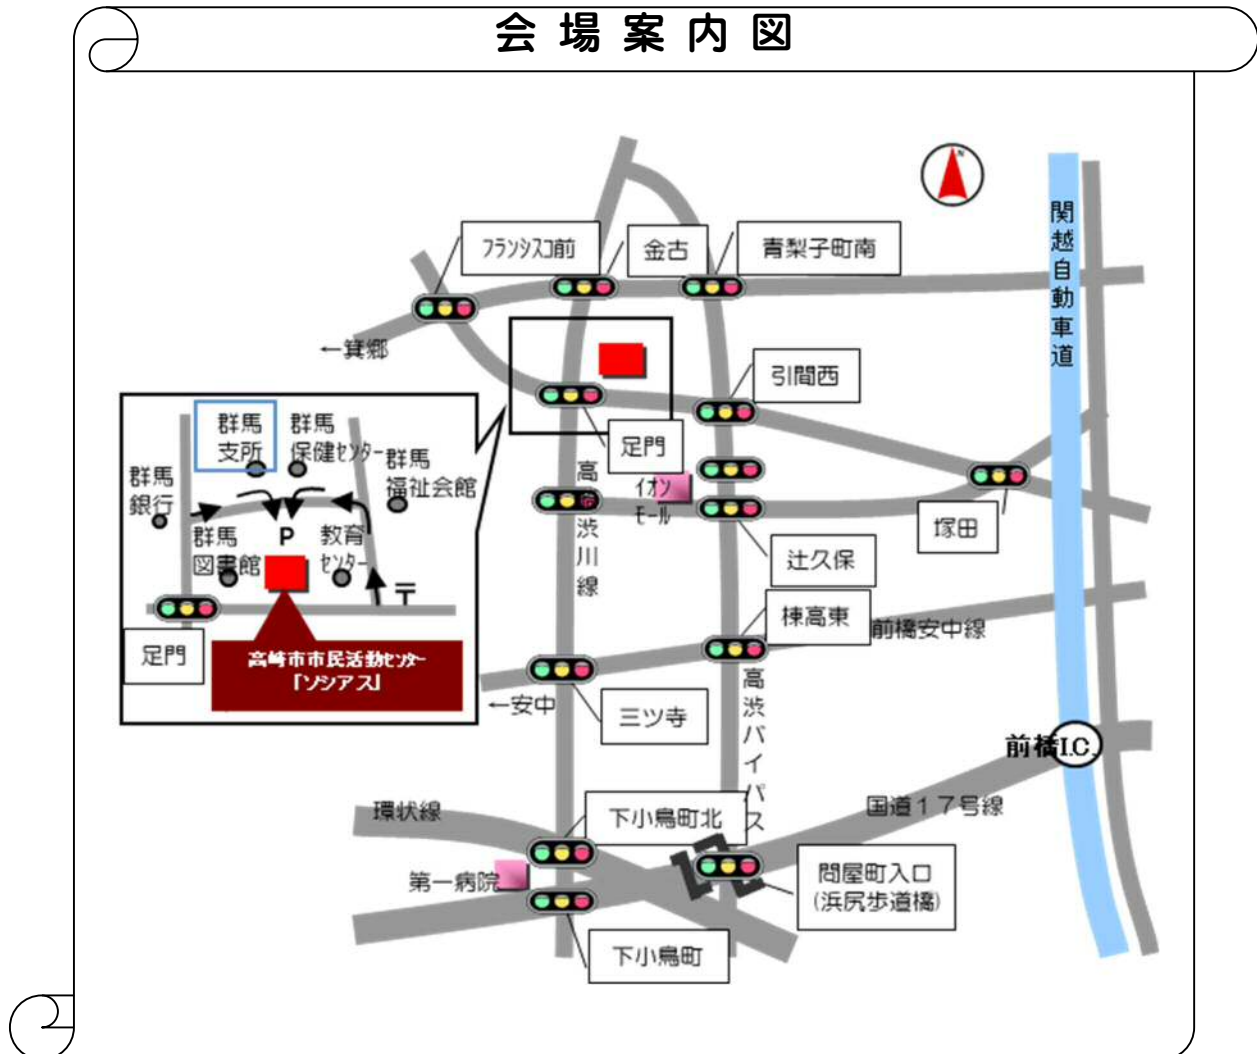 会場案内図
N
関越自動車道
フランシスコ前
金古
青梨子町南
←箕郷
引間西
足門
イオン
モール
高崎渋川線
塚田
辻久保
棟高東
前橋安中線
←安中
三ツ寺
高渋バイパス
前橋I.C.
環状線
下小鳥町北
国道17号線
第一病院
問屋町入口
(浜尻歩道橋)
下小鳥町
群馬
支所
群馬
保健センター
群馬
福祉会館
群馬
銀行
P
群馬
図書館
教育
センター
〒
足門
高崎市市民活動センター
「ソシアス」